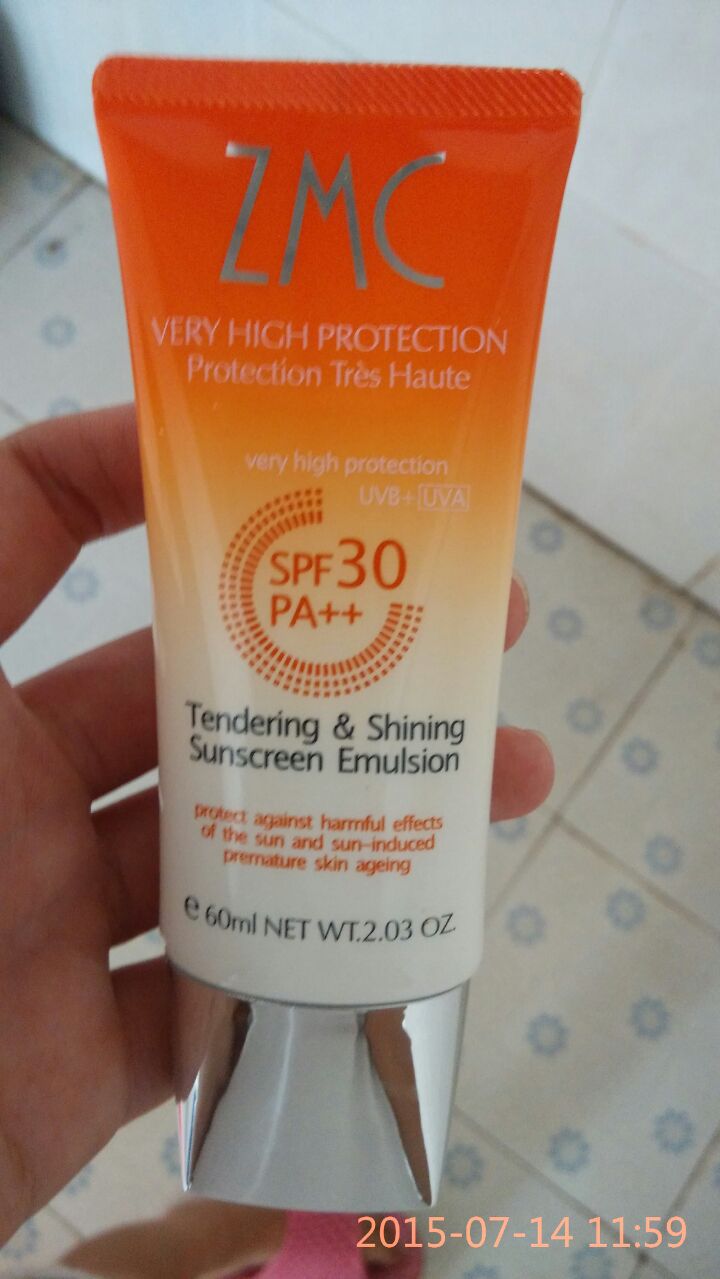 ZMC
VERY HIGH PROTECTION
Protection Très Haute
very high protection
UVB+UVA
SPF30
PA++
Tendering & Shining
Sunscreen Emulsion
protect against harmful effects
of the sun and sun-induced
premature skin ageing
e 60ml NET WT.2.03 OZ.
2015-07-14 11:59